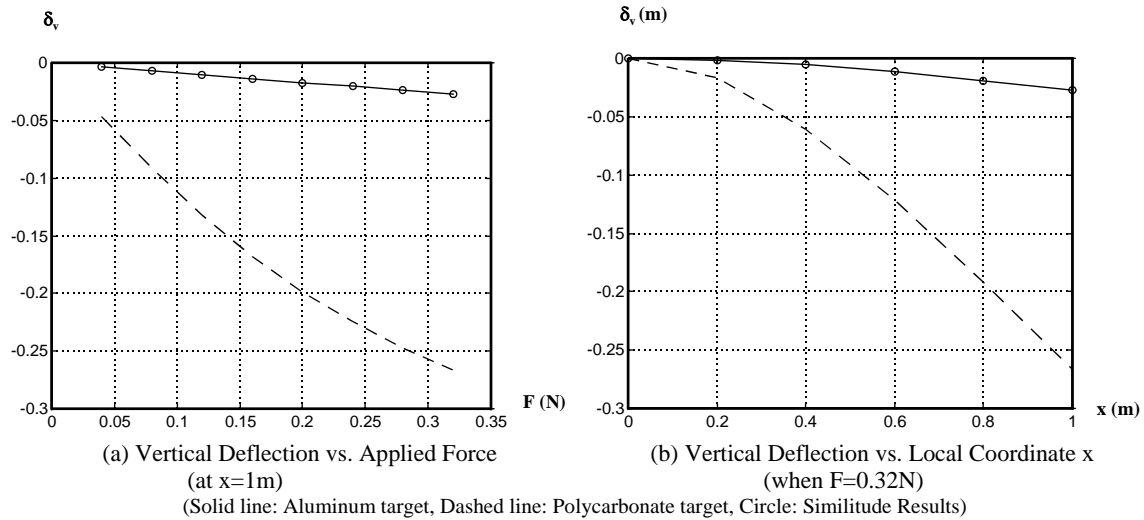 δv
0
-0.05
-0.1
-0.15
-0.2
-0.25
-0.3
0 0.05 0.1 0.15 0.2 0.25 0.3 0.35
F (N)
(a) Vertical Deflection vs. Applied Force
(at x=1m)
δv (m)
0
-0.05
-0.1
-0.15
-0.2
-0.25
-0.3
0 0.2 0.4 0.6 0.8 1
x (m)
(b) Vertical Deflection vs. Local Coordinate x
(when F=0.32N)
(Solid line: Aluminum target, Dashed line: Polycarbonate target, Circle: Similitude Results)